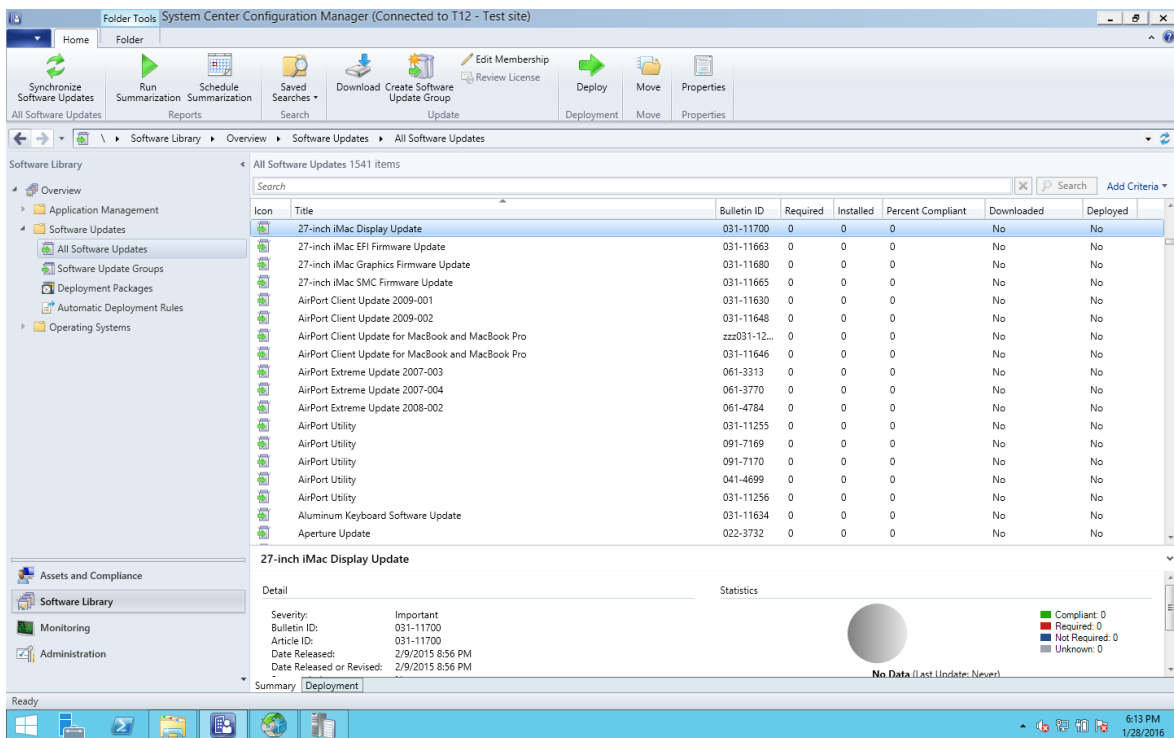 Folder Tools System Center Configuration Manager (Connected to T12 - Test site)
Home Folder
Synchronize Software Updates
Run Summarization
Schedule Summarization
Saved Searches
Download
Create Software Update Group
Edit Membership
Review License
Deploy
Move
Properties
All Software Updates Reports Search Update Deployment Move Properties
\ Software Library Overview Software Updates All Software Updates
Software Library
Overview
Application Management
Software Updates
All Software Updates
Software Update Groups
Deployment Packages
Automatic Deployment Rules
Operating Systems
Assets and Compliance
Software Library
Monitoring
Administration
All Software Updates 1541 items
Search Search Add Criteria
Icon Title Bulletin ID Required Installed Percent Compliant Downloaded Deployed
27-inch iMac Display Update 031-11700 0 0 0 No No
27-inch iMac EFI Firmware Update 031-11663 0 0 0 No No
27-inch iMac Graphics Firmware Update 031-11680 0 0 0 No No
27-inch iMac SMC Firmware Update 031-11665 0 0 0 No No
AirPort Client Update 2009-001 031-11630 0 0 0 No No
AirPort Client Update 2009-002 031-11648 0 0 0 No No
AirPort Client Update for MacBook and MacBook Pro zzz031-12... 0 0 0 No No
AirPort Client Update for MacBook and MacBook Pro 031-11646 0 0 0 No No
AirPort Extreme Update 2007-003 061-3313 0 0 0 No No
AirPort Extreme Update 2007-004 061-3770 0 0 0 No No
AirPort Extreme Update 2008-002 061-4784 0 0 0 No No
AirPort Utility 031-11255 0 0 0 No No
AirPort Utility 091-7169 0 0 0 No No
AirPort Utility 091-7170 0 0 0 No No
AirPort Utility 041-4699 0 0 0 No No
AirPort Utility 031-11256 0 0 0 No No
Aluminum Keyboard Software Update 031-11634 0 0 0 No No
Aperture Update 022-3732 0 0 0 No No
27-inch iMac Display Update
Detail
Severity: Important
Bulletin ID: 031-11700
Article ID: 031-11700
Date Released: 2/9/2015 8:56 PM
Date Released or Revised: 2/9/2015 8:56 PM
Statistics
Compliant: 0
Required: 0
Not Required: 0
Unknown: 0
No Data (Last Update: Never)
Summary Deployment
Ready
6:13 PM
1/28/2016